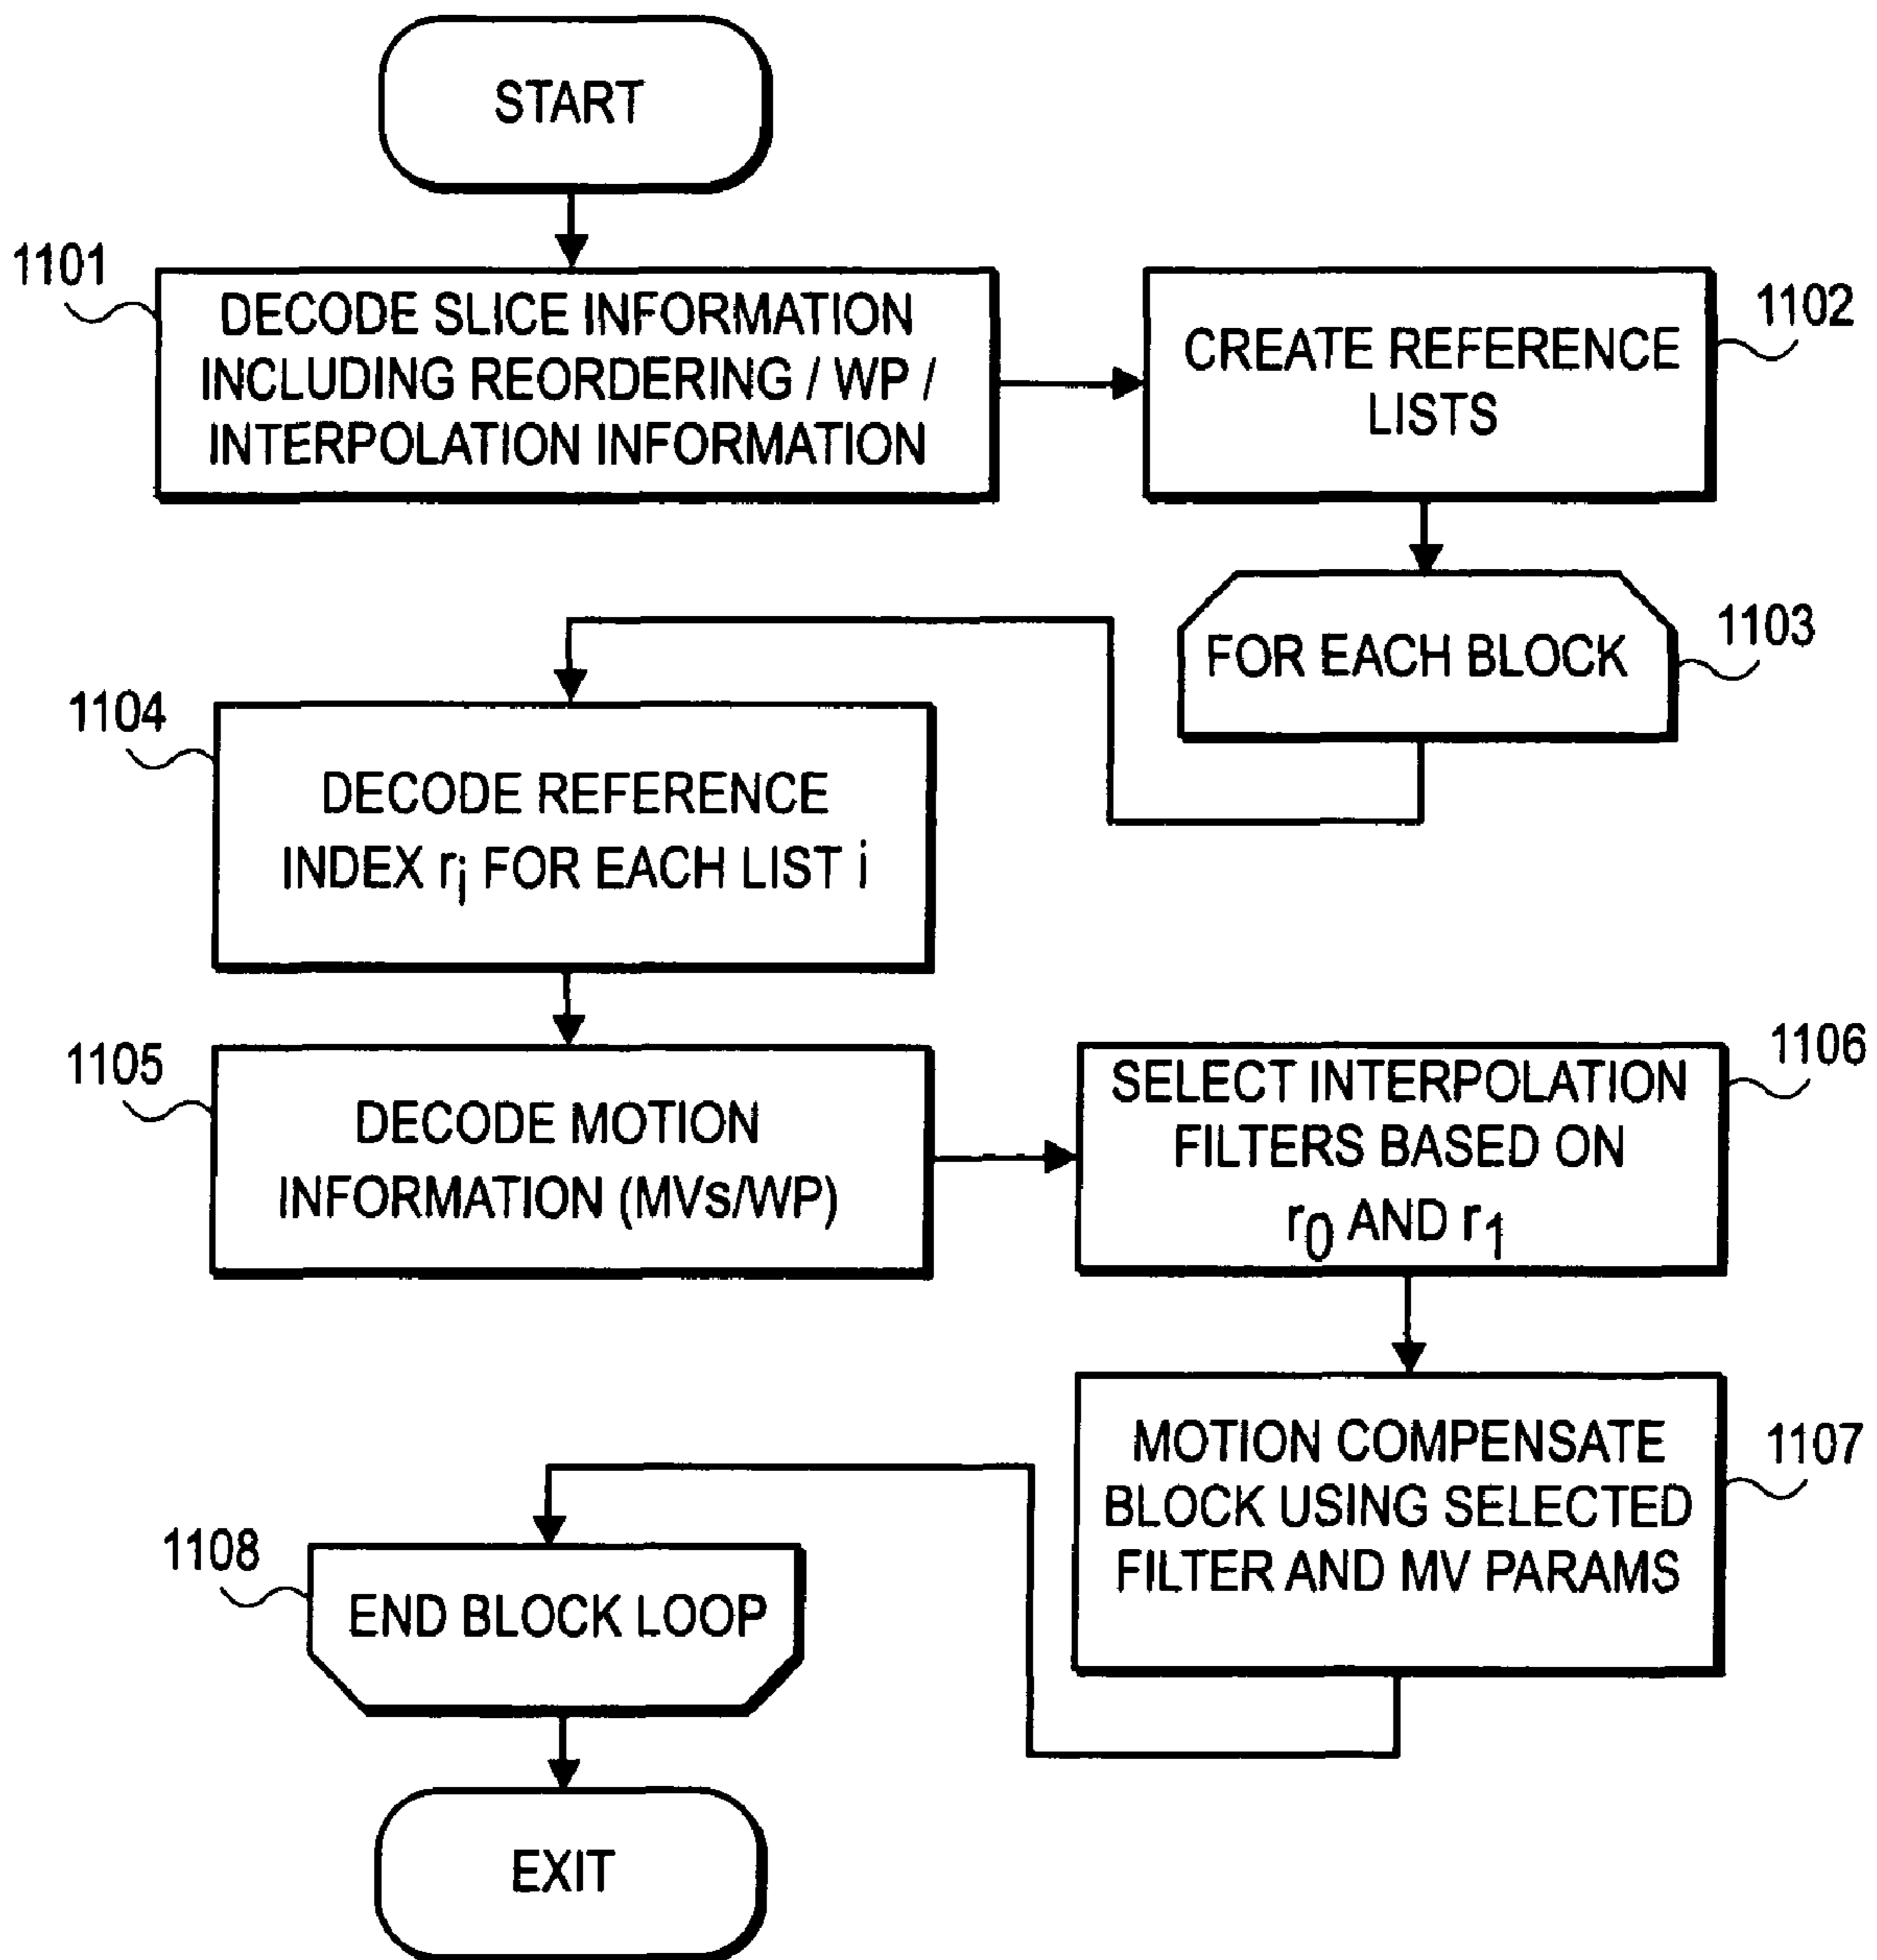 START
1101
DECODE SLICE INFORMATION
INCLUDING REORDERING / WP /
INTERPOLATION INFORMATION
1102
CREATE REFERENCE
LISTS
1103
FOR EACH BLOCK
1104
DECODE REFERENCE
INDEX ri FOR EACH LIST i
1105
DECODE MOTION
INFORMATION (MVs/WP)
1106
SELECT INTERPOLATION
FILTERS BASED ON
r0 AND r1
1107
MOTION COMPENSATE
BLOCK USING SELECTED
FILTER AND MV PARAMS
1108
END BLOCK LOOP
EXIT